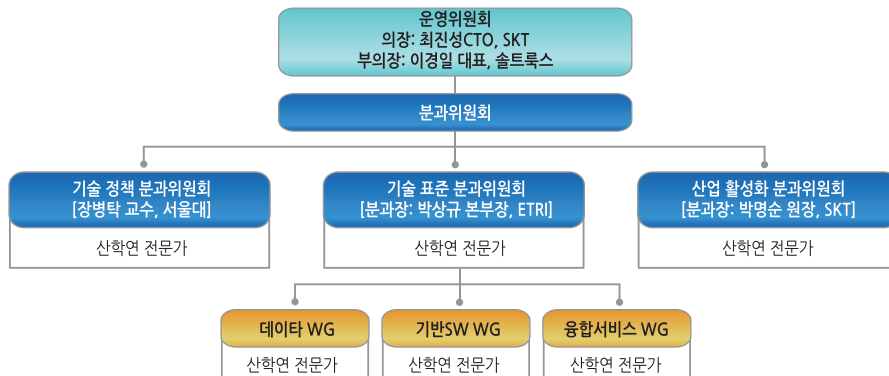 운영위원회
의장: 최진성CTO, SKT
부의장: 이경일 대표, 솔트룩스
분과위원회
기술 정책 분과위원회
[장병탁 교수, 서울대]
산학연 전문가
기술 표준 분과위원회
[분과장: 박상규 본부장, ETRI]
산학연 전문가
산업 활성화 분과위원회
[분과장: 박명순 원장, SKT]
산학연 전문가
데이타 WG
산학연 전문가
기반SW WG
산학연 전문가
융합서비스 WG
산학연 전문가